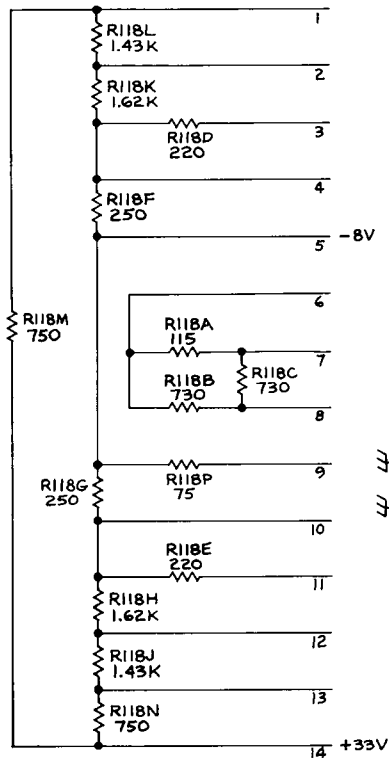 1
R118L
1.43K
2
R118K
1.62K
3
R118D
220
4
R118F
250
5 -8V
6
R118M
750
R118A
115
7
R118B
730
R118C
730
8
9
R118P
75
R118G
250
10
R118E
220
11
R118H
1.62K
12
R118J
1.43K
13
R118N
750
14 +33V